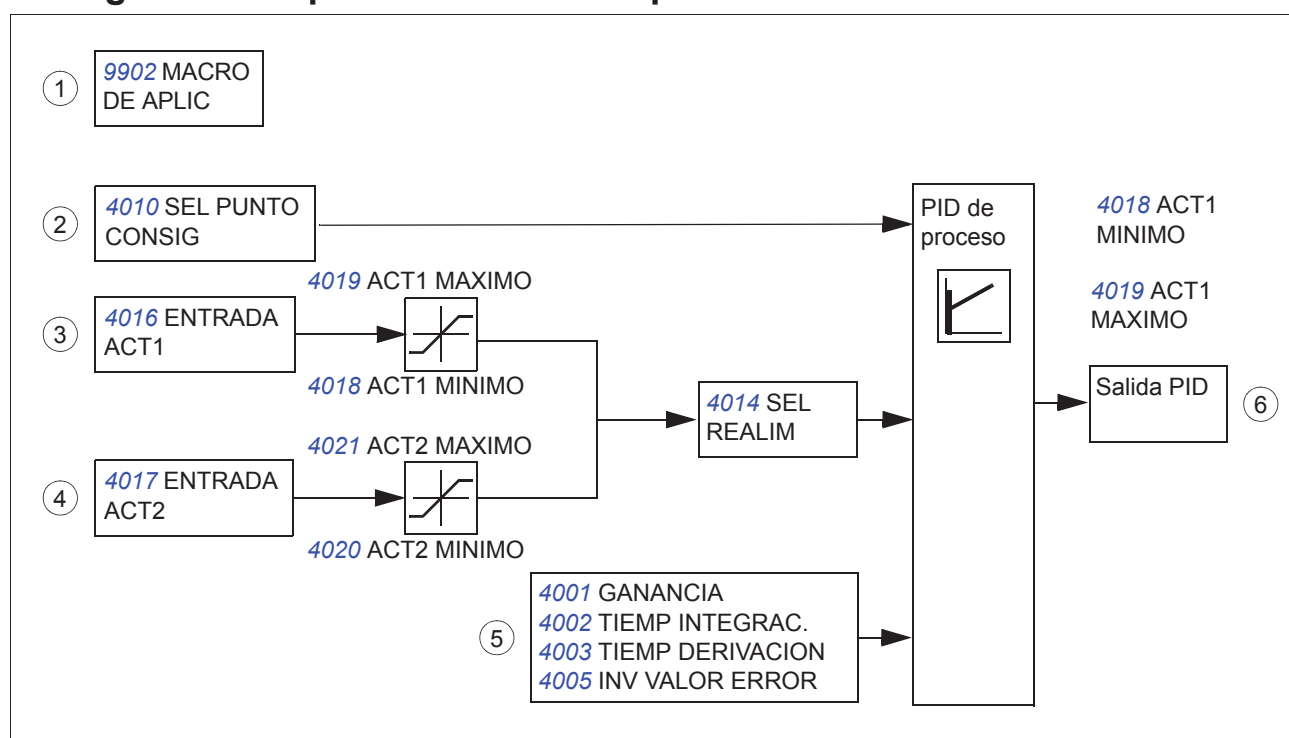 1
9902 MACRO
DE APLIC
2
4010 SEL PUNTO
CONSIG
PID de
proceso
4018 ACT1
MINIMO
4019 ACT1
MAXIMO
4019 ACT1 MAXIMO
3
4016 ENTRADA
ACT1
4018 ACT1 MINIMO
4014 SEL
REALIM
Salida PID
6
4021 ACT2 MAXIMO
4
4017 ENTRADA
ACT2
4020 ACT2 MINIMO
5
4001 GANANCIA
4002 TIEMP INTEGRAC.
4003 TIEMP DERIVACION
4005 INV VALOR ERROR